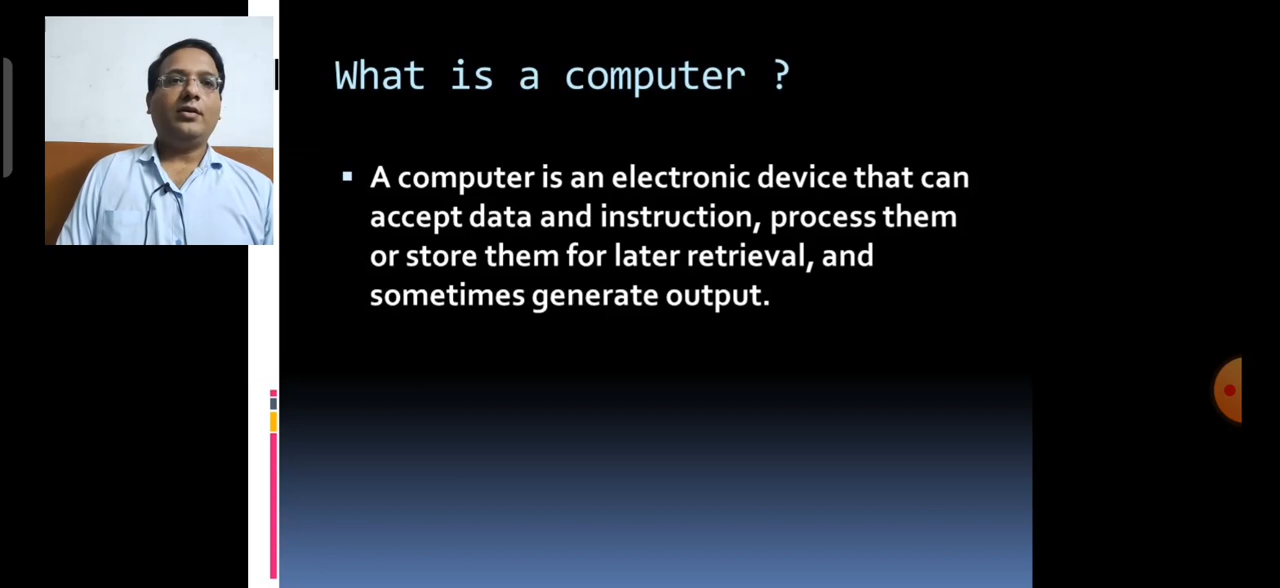 What is a computer ?
▪ A computer is an electronic device that can
accept data and instruction, process them
or store them for later retrieval, and
sometimes generate output.